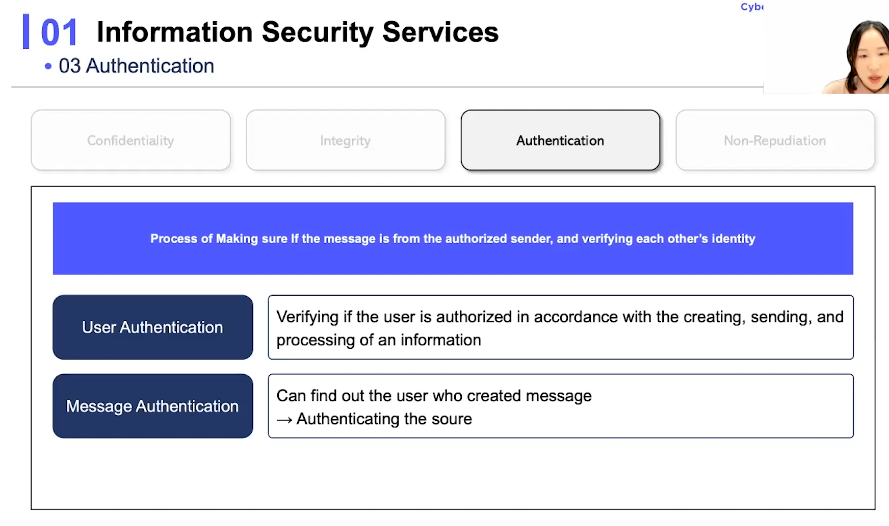 Cybe
01 Information Security Services
• 03 Authentication
Confidentiality
Integrity
Authentication
Non-Repudiation
Process of Making sure If the message is from the authorized sender, and verifying each other's identity
User Authentication
Verifying if the user is authorized in accordance with the creating, sending, and
processing of an information
Message Authentication
Can find out the user who created message
→ Authenticating the soure